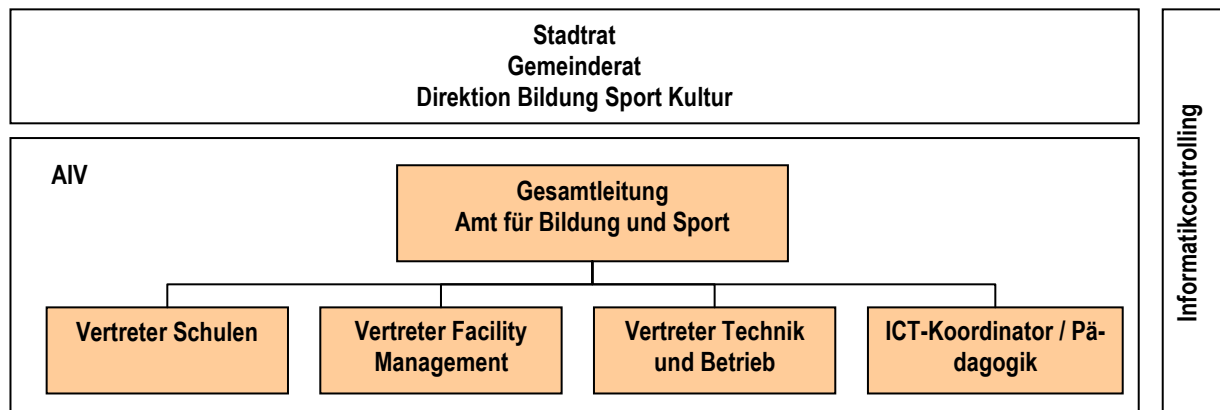 Stadtrat
Gemeinderat
Direktion Bildung Sport Kultur
Informatikcontrolling
AIV
Gesamtleitung
Amt für Bildung und Sport
Vertreter Schulen
Vertreter Facility
Management
Vertreter Technik
und Betrieb
ICT-Koordinator / Pä-
dagogik